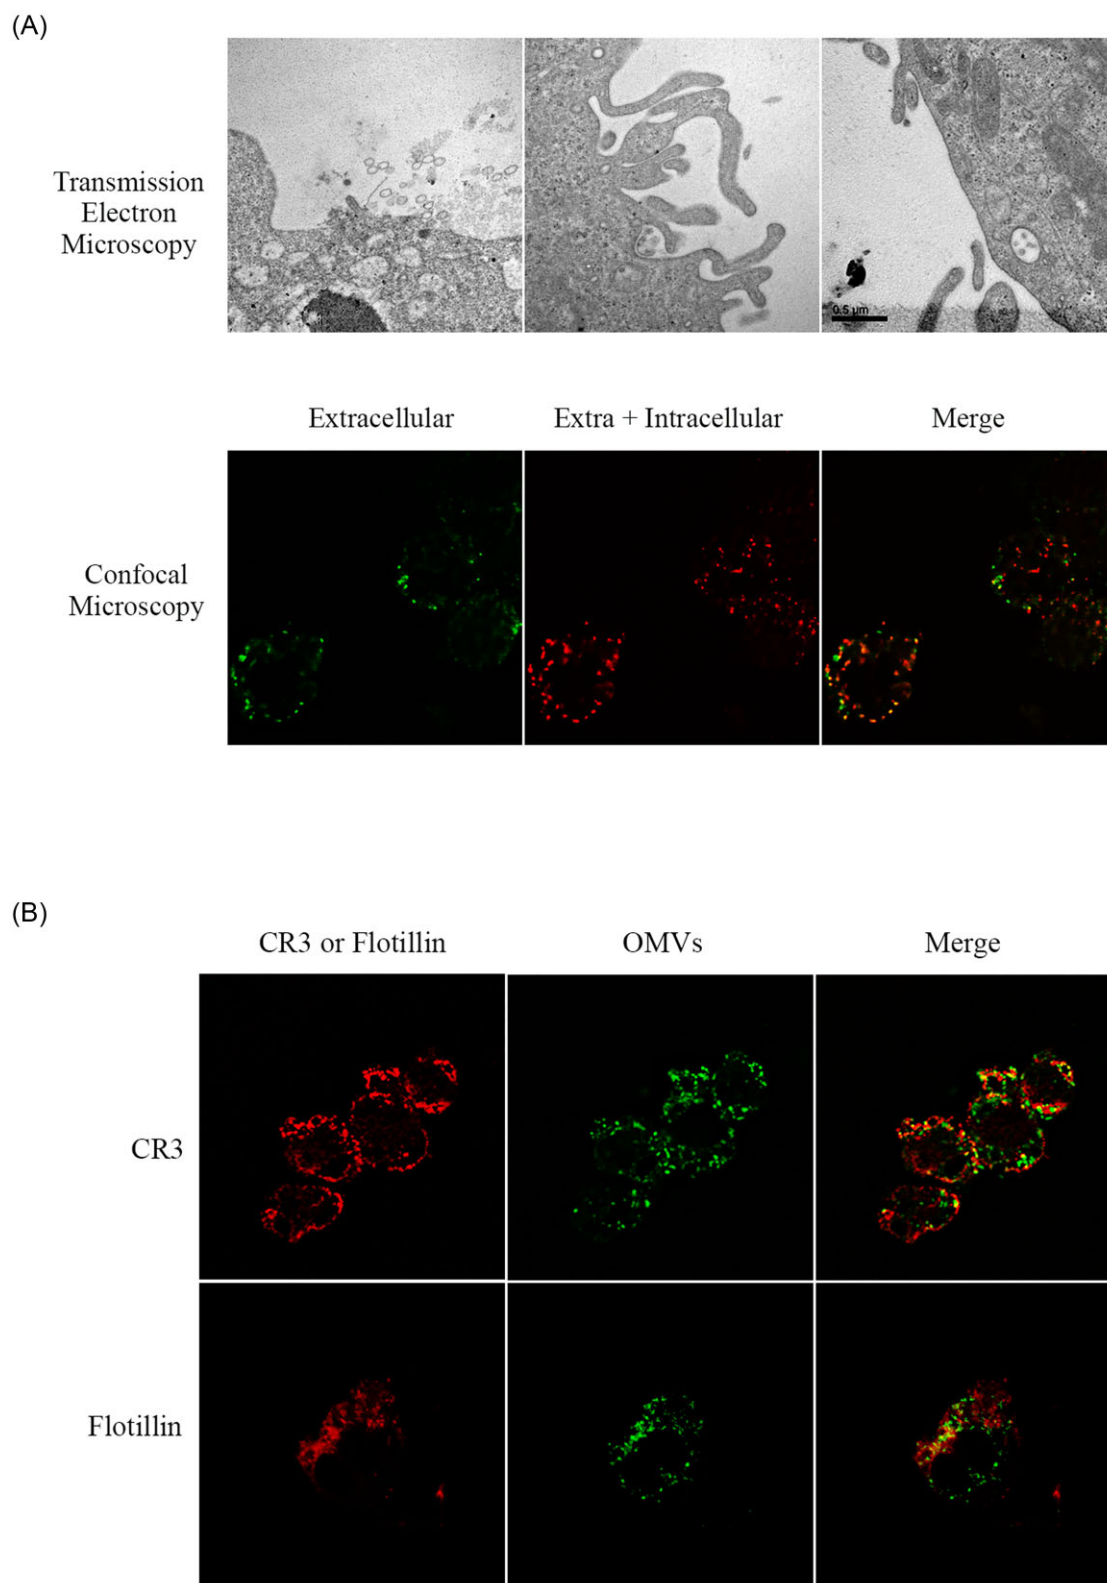 (A)
Transmission
Electron
Microscopy
0.5 µm
Extracellular
Extra + Intracellular
Merge
Confocal
Microscopy
(B)
CR3 or Flotillin
OMVs
Merge
CR3
Flotillin